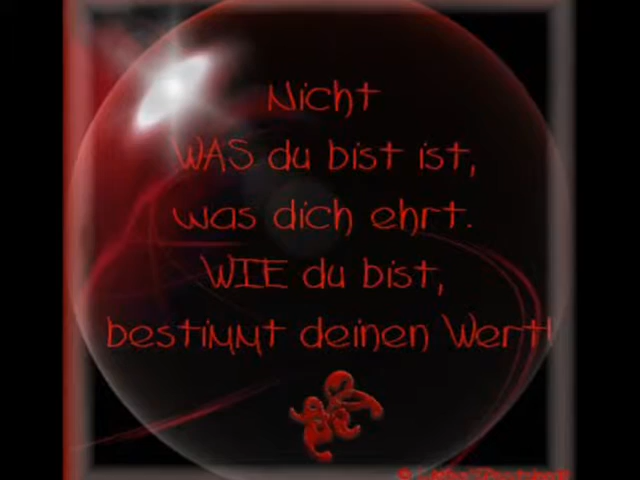 Nicht
WAS du bist ist,
was dich ehrt.
WIE du bist,
bestimmt deinen Wert!